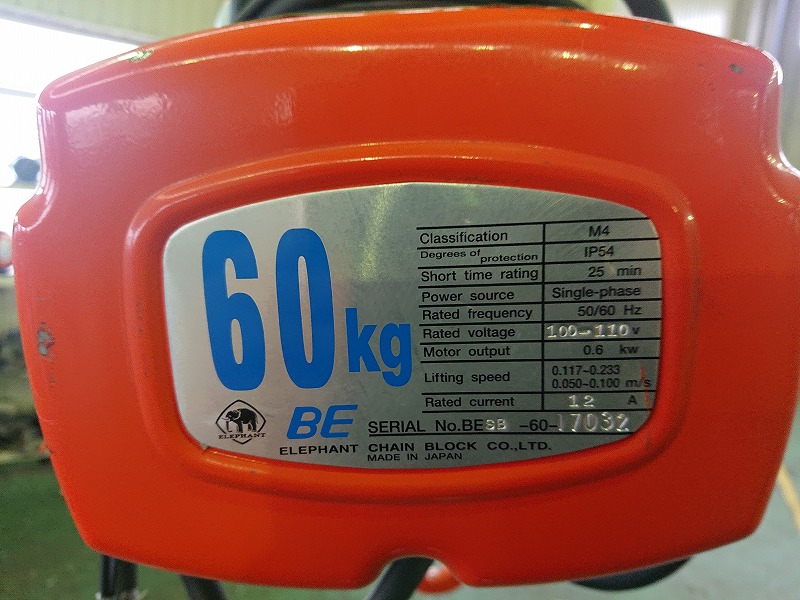 60kg
Classification M4
Degrees of protection IP54
Short time rating 25 min
Power source Single-phase
Rated frequency 50/60 Hz
Rated voltage 100-110 v
Motor output 0.6 kw
Lifting speed 0.117~0.233
0.050~0.100 m/s
Rated current 12 A
ELEPHANT
BE
SERIAL No.BESB -60-17032
ELEPHANT CHAIN BLOCK CO.,LTD.
MADE IN JAPAN